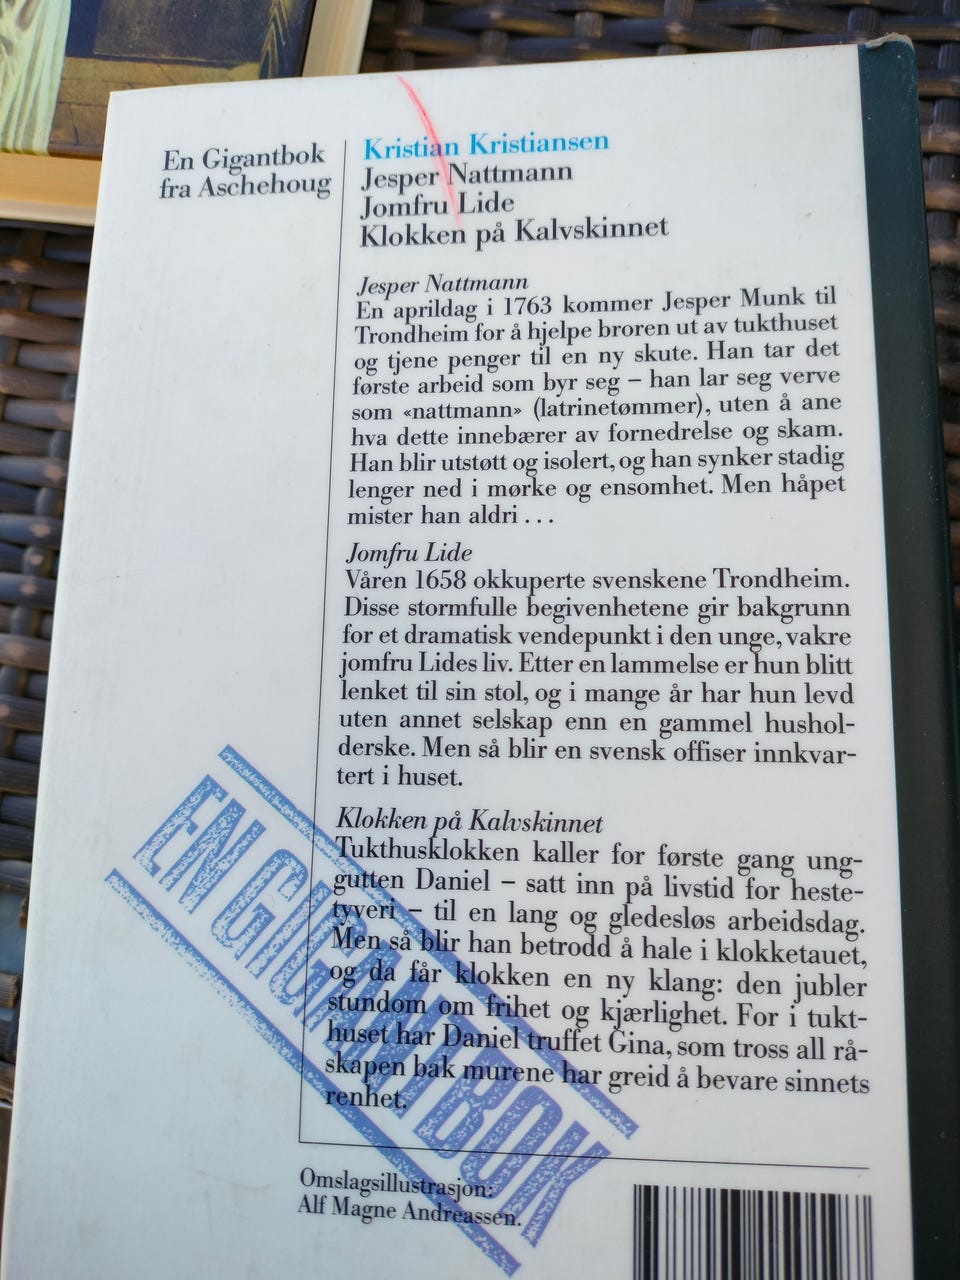 En Gigantbok
fra Aschehoug
Kristian Kristiansen
Jesper Nattmann
Jomfru Lide
Klokken på Kalvskinnet
Jesper Nattmann
En aprildag i 1763 kommer Jesper Munk til
Trondheim for å hjelpe broren ut av tukthuset
og tjene penger til en ny skute. Han tar det
første arbeid som byr seg – han lar seg verve
som «nattmann» (latrinetømmer), uten å ane
hva dette innebærer av fornedrelse og skam.
Han blir utstøtt og isolert, og han synker stadig
lenger ned i mørke og ensomhet. Men håpet
mister han aldri . . .
Jomfru Lide
Våren 1658 okkuperte svenskene Trondheim.
Disse stormfulle begivenhetene gir bakgrunn
for et dramatisk vendepunkt i den unge, vakre
jomfru Lides liv. Etter en lammelse er hun blitt
lenket til sin stol, og i mange år har hun levd
uten annet selskap enn en gammel hushol-
derske. Men så blir en svensk offiser innkvar-
tert i huset.
Klokken på Kalvskinnet
Tukthusklokken kaller for første gang ung-
gutten Daniel – satt inn på livstid for heste-
tyveri – til en lang og gledesløs arbeidsdag.
Men så blir han betrodd å hale i klokketauet,
og da får klokken en ny klang: den jubler
stundom om frihet og kjærlighet. For i tukt-
huset har Daniel truffet Gina, som tross all rå-
skapen bak murene har greid å bevare sinnets
renhet.
EN GIGANTBOK
Omslagsillustrasjon:
Alf Magne Andreassen.